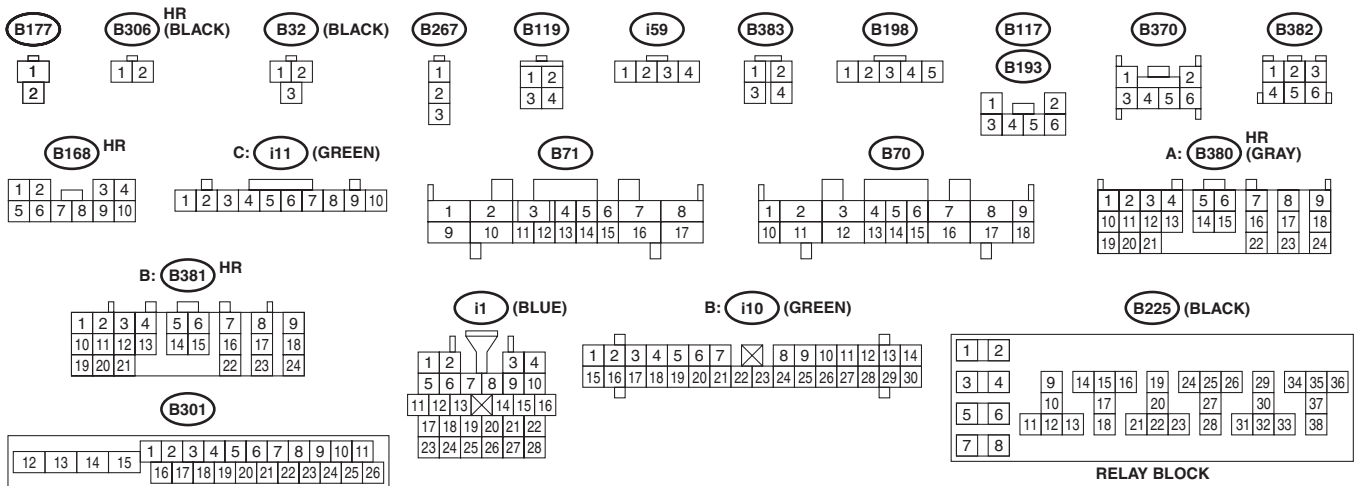 B177
B306 HR (BLACK)
B32 (BLACK)
B267
B119
i59
B383
B198
B117
B193
B370
B382
1
2
1 2
1 2
3
1
2
3
1 2
3 4
1 2 3 4
1 2
3 4
1 2 3 4 5
1 2
3 4 5 6
1 2
3 4 5 6
1 2 3
4 5 6
B168 HR
C: i11 (GREEN)
B71
B70
A: B380 HR (GRAY)
1 2 3 4
5 6 7 8 9 10
1 2 3 4 5 6 7 8 9 10
1 2 3 4 5 6 7 8
9 10 11 12 13 14 15 16 17
1 2 3 4 5 6 7 8 9
10 11 12 13 14 15 16 17 18
1 2 3 4 5 6 7 8 9
10 11 12 13 14 15 16 17 18
19 20 21 22 23 24
B: B381 HR
i1 (BLUE)
B: i10 (GREEN)
B225 (BLACK)
1 2 3 4 5 6 7 8 9
10 11 12 13 14 15 16 17 18
19 20 21 22 23 24
1 2 3 4
5 6 7 8 9 10
11 12 13 14 15 16
17 18 19 20 21 22
23 24 25 26 27 28
1 2 3 4 5 6 7 8 9 10 11 12 13 14
15 16 17 18 19 20 21 22 23 24 25 26 27 28 29 30
1 2
3 4
5 6
7 8
9 14 15 16 19 24 25 26 29 34 35 36
10 17 20 27 30 37
11 12 13 18 21 22 23 28 31 32 33 38
RELAY BLOCK
B301
12 13 14 15
1 2 3 4 5 6 7 8 9 10 11
16 17 18 19 20 21 22 23 24 25 26